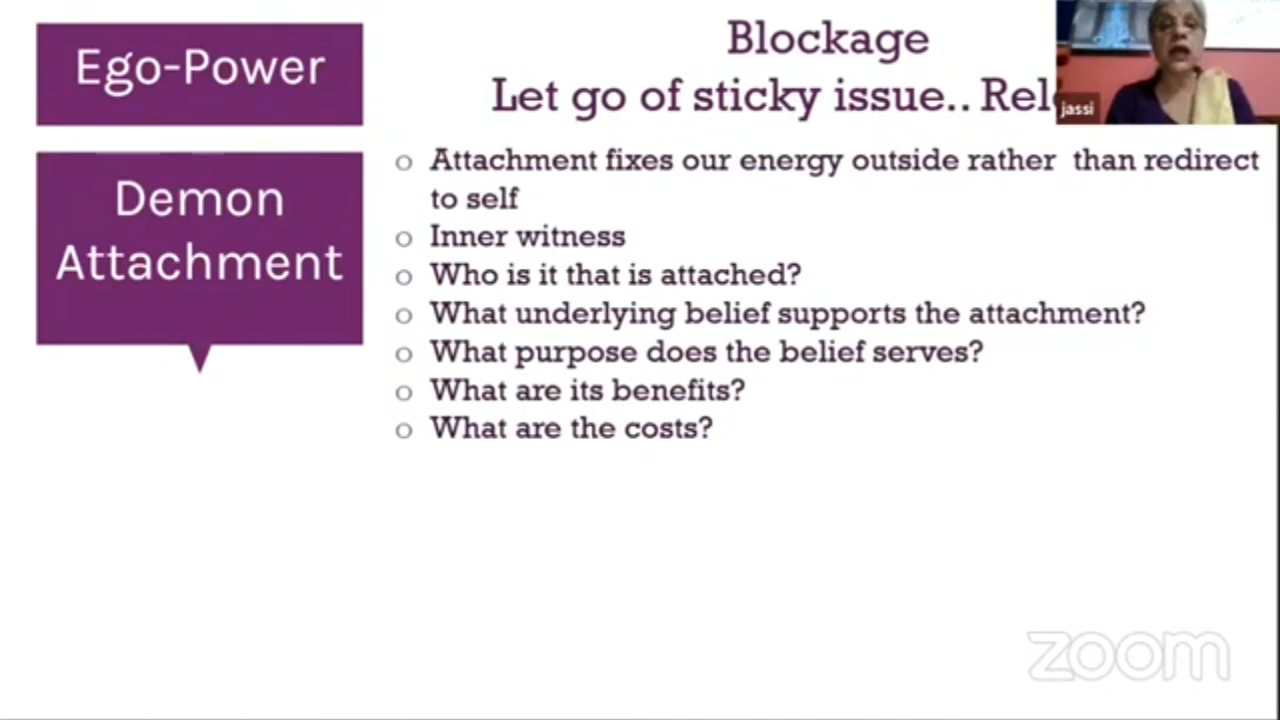 Ego-Power
Demon
Attachment
Blockage
Let go of sticky issue..
jassi
o Attachment fixes our energy outside rather than redirect
to self
o Inner witness
o Who is it that is attached?
o What underlying belief supports the attachment?
o What purpose does the belief serves?
o What are its benefits?
o What are the costs?
zoom